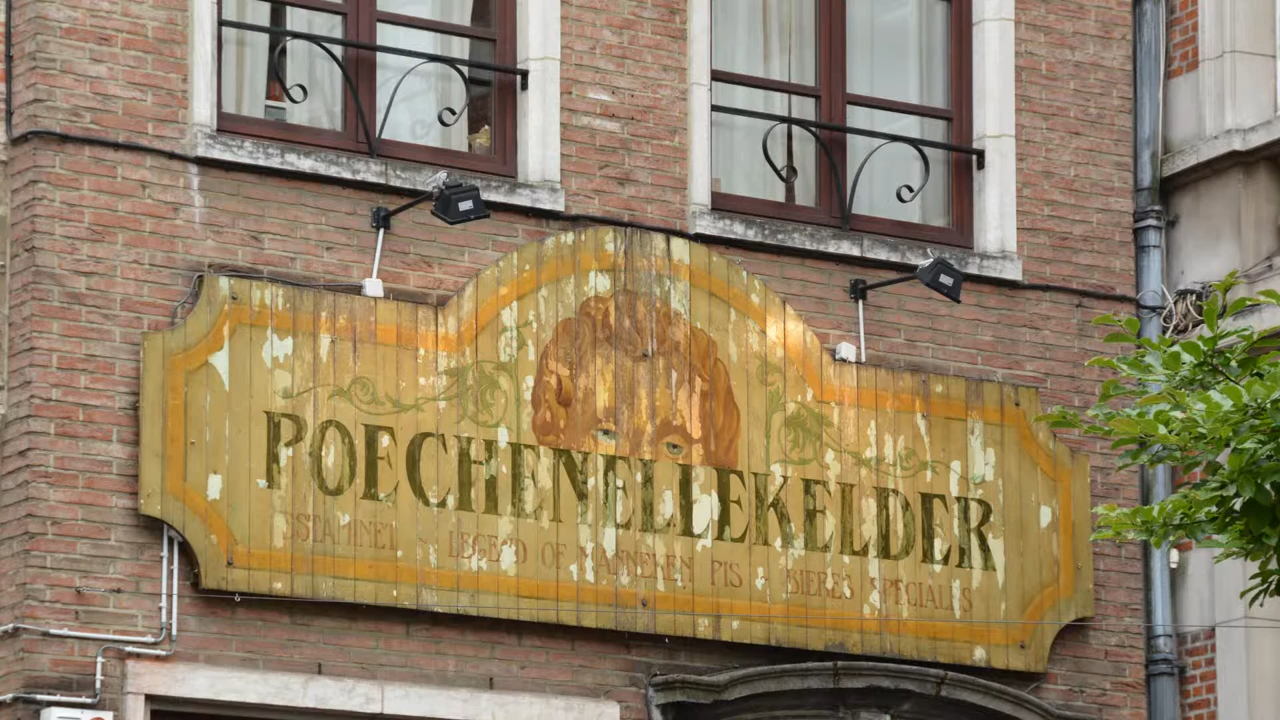 POECHENELLEKELDER
ESTAMINET ~ LEGEND OF MANNEKEN PIS ~ BIERES SPECIALES